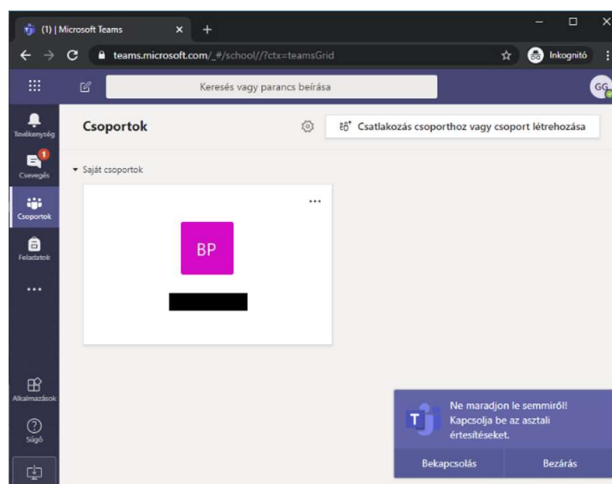 (1) | Microsoft Teams
teams.microsoft.com/_#/school//?ctx=teamsGrid
Inkognitó
Keresés vagy parancs beírása
GG
Tevékenység
Csevegés
1
Csoportok
Feladatok
Alkalmazások
Súgó
Csoportok
Csatlakozás csoporthoz vagy csoport létrehozása
Saját csoportok
BP
T
Ne maradjon le semmiről!
Kapcsolja be az asztali
értesítéseket.
Bekapcsolás
Bezárás